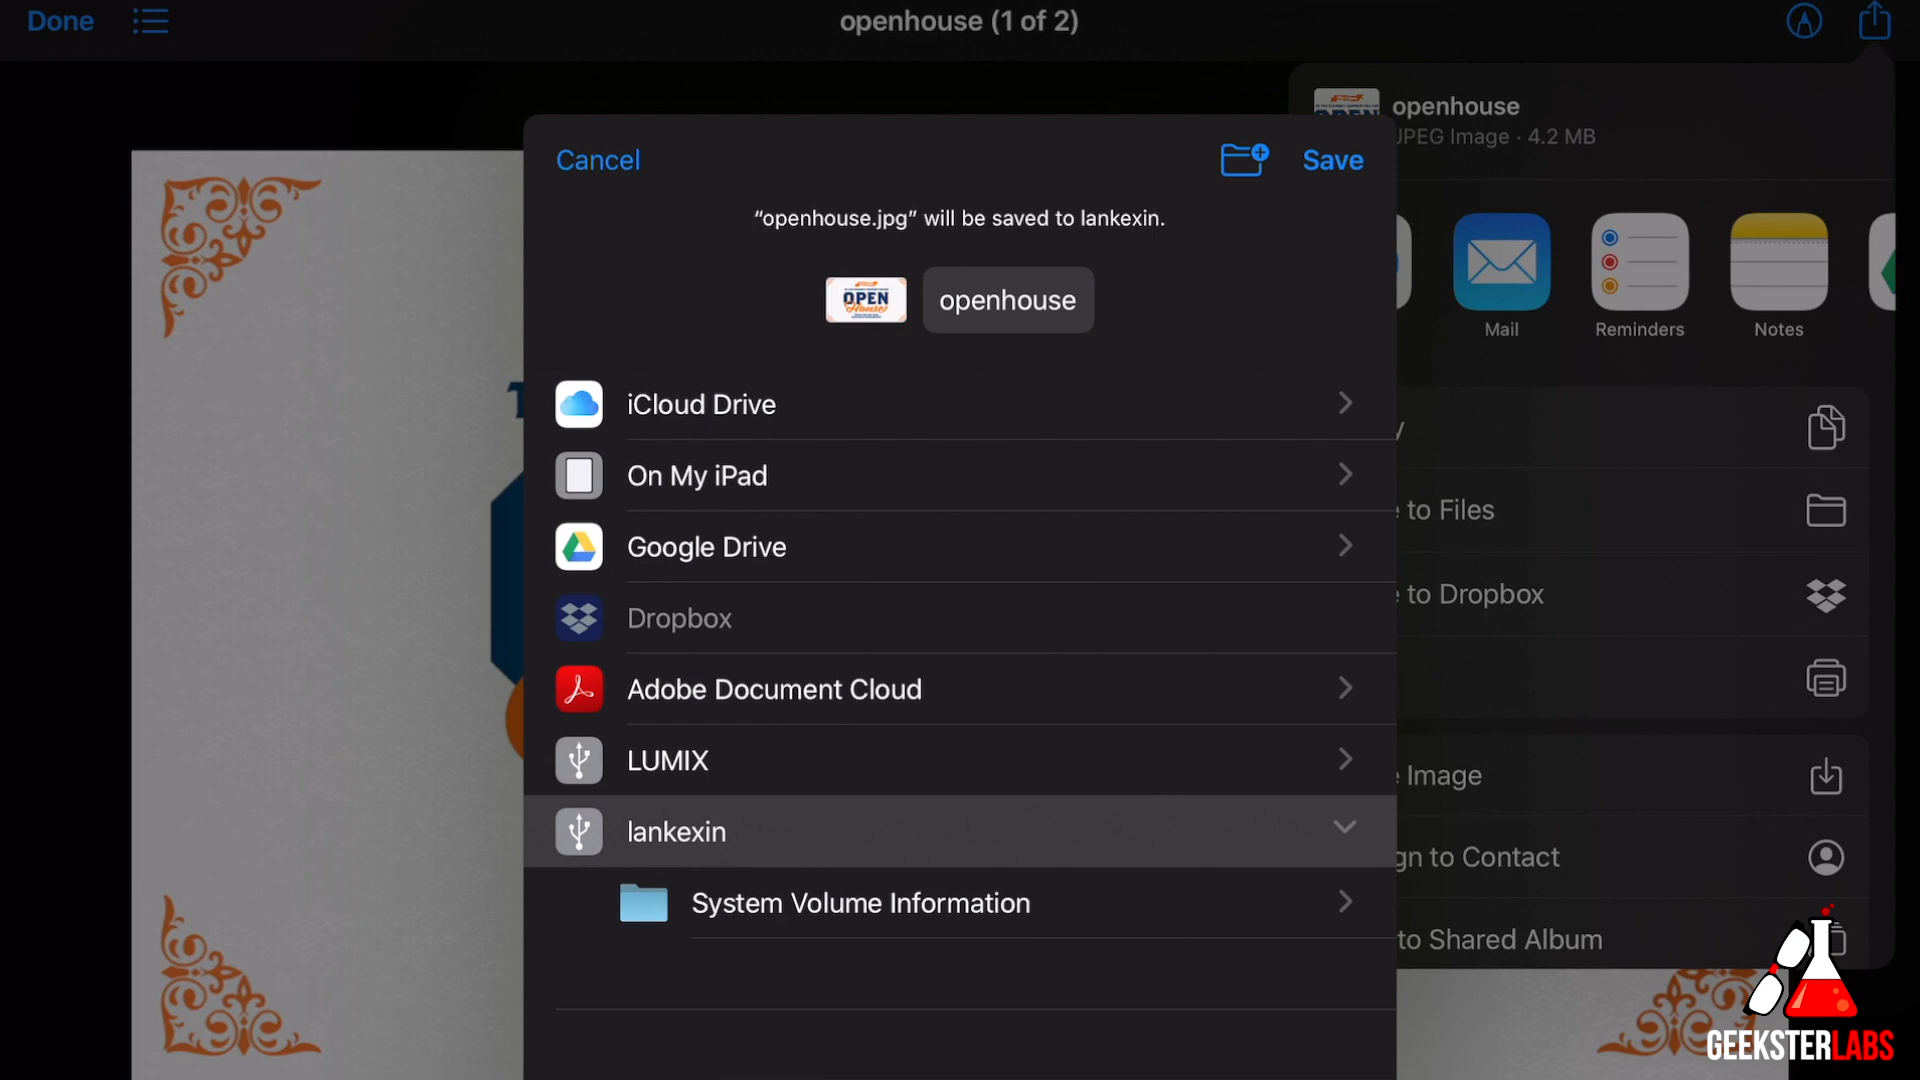 Done
openhouse (1 of 2)
openhouse
JPEG Image · 4.2 MB
Cancel
Save
“openhouse.jpg” will be saved to lankexin.
OPEN
House
openhouse
Mail
Reminders
Notes
iCloud Drive
On My iPad
Google Drive
Dropbox
Adobe Document Cloud
LUMIX
lankexin
System Volume Information
to Files
to Dropbox
Image
gn to Contact
to Shared Album
GEEKSTERLABS